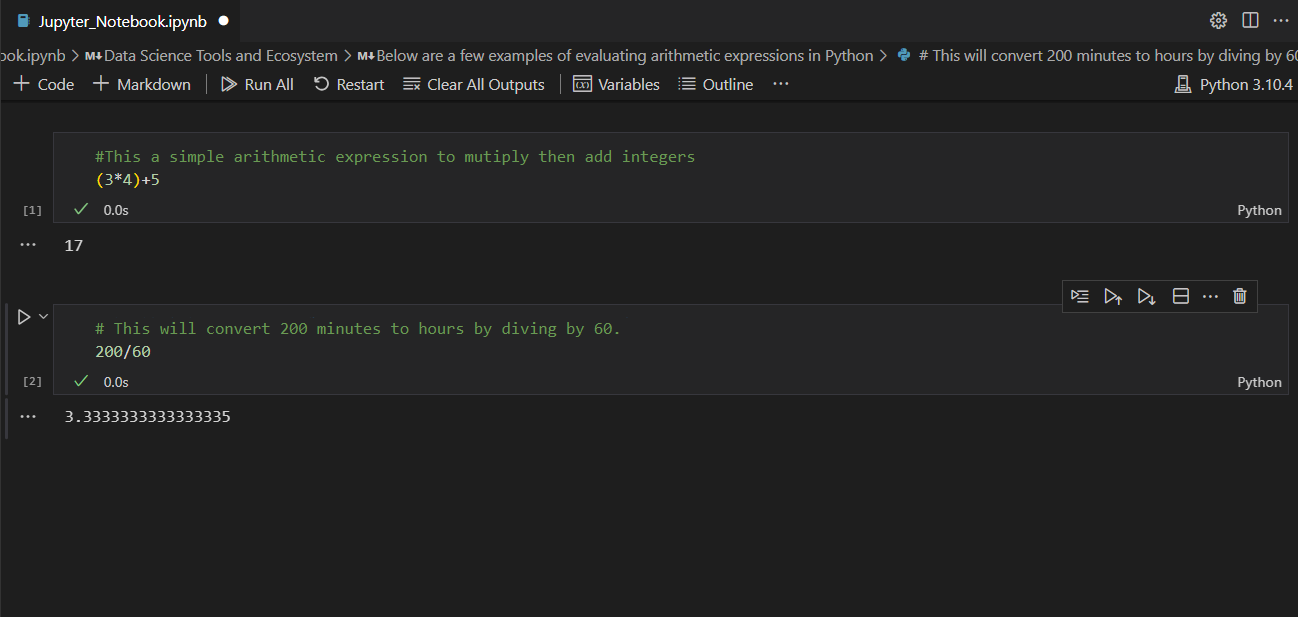 Jupyter_Notebook.ipynb
ook.ipynb > M↓Data Science Tools and Ecosystem > M↓Below are a few examples of evaluating arithmetic expressions in Python > # This will convert 200 minutes to hours by diving by 60
+ Code + Markdown | Run All Restart Clear All Outputs | Variables Outline ... Python 3.10.4
#This a simple arithmetic expression to mutiply then add integers
(3*4)+5
[1] ✓ 0.0s Python
... 17
# This will convert 200 minutes to hours by diving by 60.
200/60
[2] ✓ 0.0s Python
... 3.3333333333333335